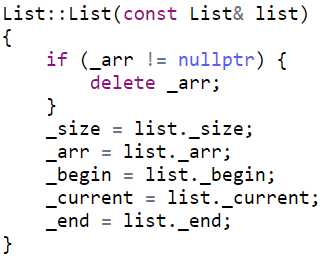 List::List(const List& list)
{
    if (_arr != nullptr) {
        delete _arr;
    }
    _size = list._size;
    _arr = list._arr;
    _begin = list._begin;
    _current = list._current;
    _end = list._end;
}